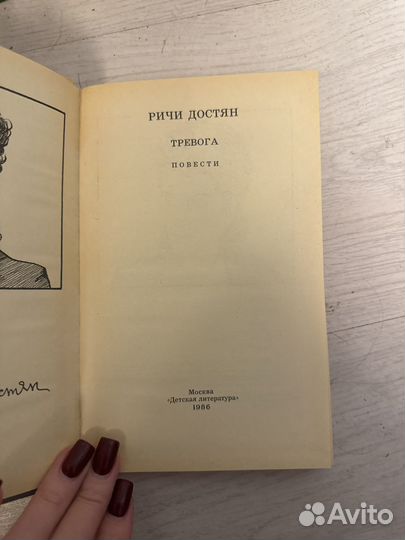 РИЧИ ДОСТЯН
ТРЕВОГА
ПОВЕСТИ
Москва
«Детская литература»
1986
Avito